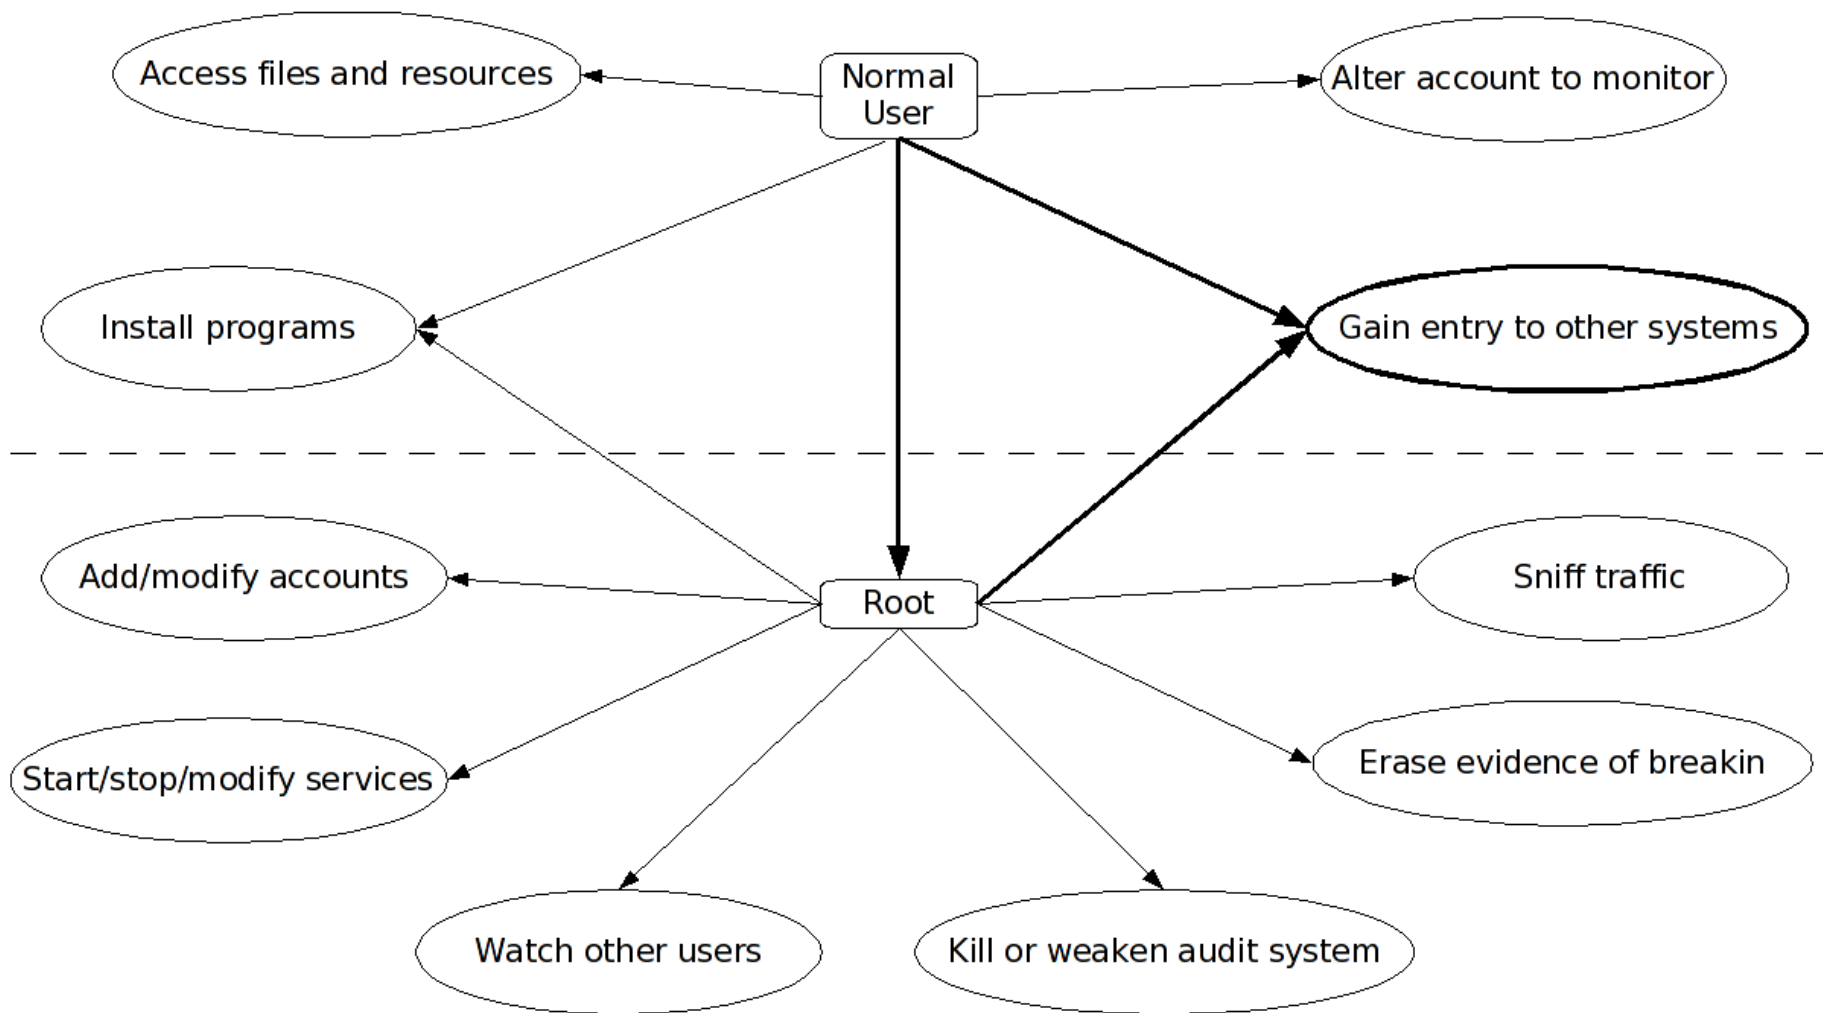 Access files and resources
Normal
User
Alter account to monitor
Install programs
Gain entry to other systems
Add/modify accounts
Root
Sniff traffic
Start/stop/modify services
Erase evidence of breakin
Watch other users
Kill or weaken audit system